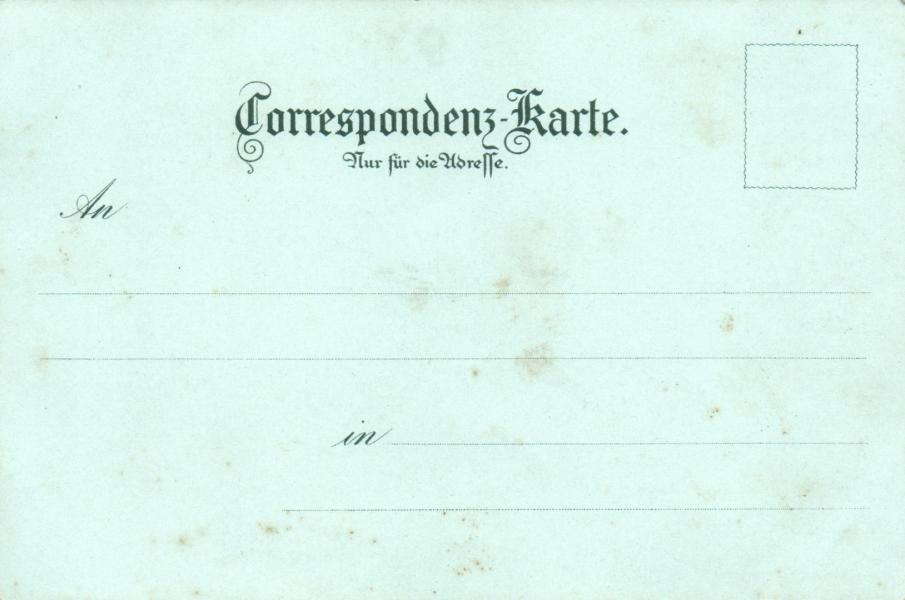 Correspondenz-Karte.
Nur für die Adresse.
An
in